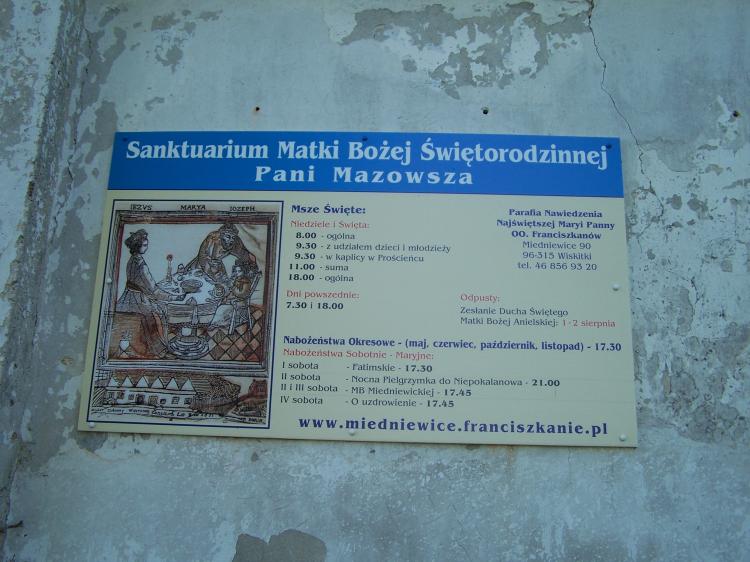 Sanktuarium Matki Bożej Świętorodzinnej
Pani Mazowsza
IEZVS MARYA IOZEPH
Msze Święte:
Niedziele i Święta:
8.00 - ogólna
9.30 - z udziałem dzieci i młodzieży
9.30 - w kaplicy w Prościeńcu
11.00 - suma
18.00 - ogólna
Dni powszednie:
7.30 i 18.00
Parafia Nawiedzenia
Najświętszej Maryi Panny
OO. Franciszkanów
Miedniewice 90
96-315 Wiskitki
tel. 46 856 93 20
Odpusty:
Zesłanie Ducha Świętego
Matki Bożej Anielskiej: 1 - 2 sierpnia
Nabożeństwa Okresowe - (maj, czerwiec, październik, listopad) - 17.30
Nabożeństwa Sobotnie - Maryjne:
I sobota - Fatimskie - 17.30
II sobota - Nocna Pielgrzymka do Niepokalanowa - 21.00
II i III sobota - MB Miedniewickiej - 17.45
IV sobota - O uzdrowienie - 17.45
www.miedniewice.franciszkanie.pl